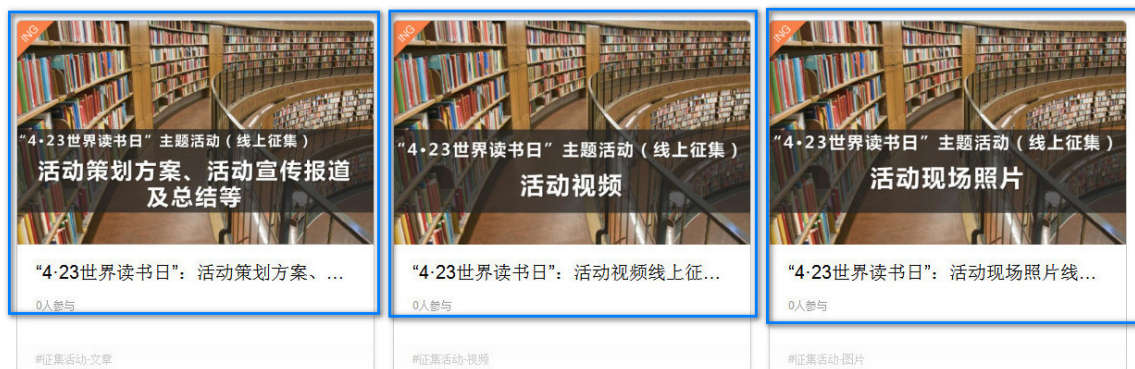 ING
“4·23世界读书日”主题活动（线上征集）
活动策划方案、活动宣传报道
及总结等
“4·23世界读书日”：活动策划方案、...
0人参与
#征集活动-文章
ING
“4·23世界读书日”主题活动（线上征集）
活动视频
“4·23世界读书日”：活动视频线上征...
0人参与
#征集活动-视频
ING
“4·23世界读书日”主题活动（线上征集）
活动现场照片
“4·23世界读书日”：活动现场照片线...
0人参与
#征集活动-图片